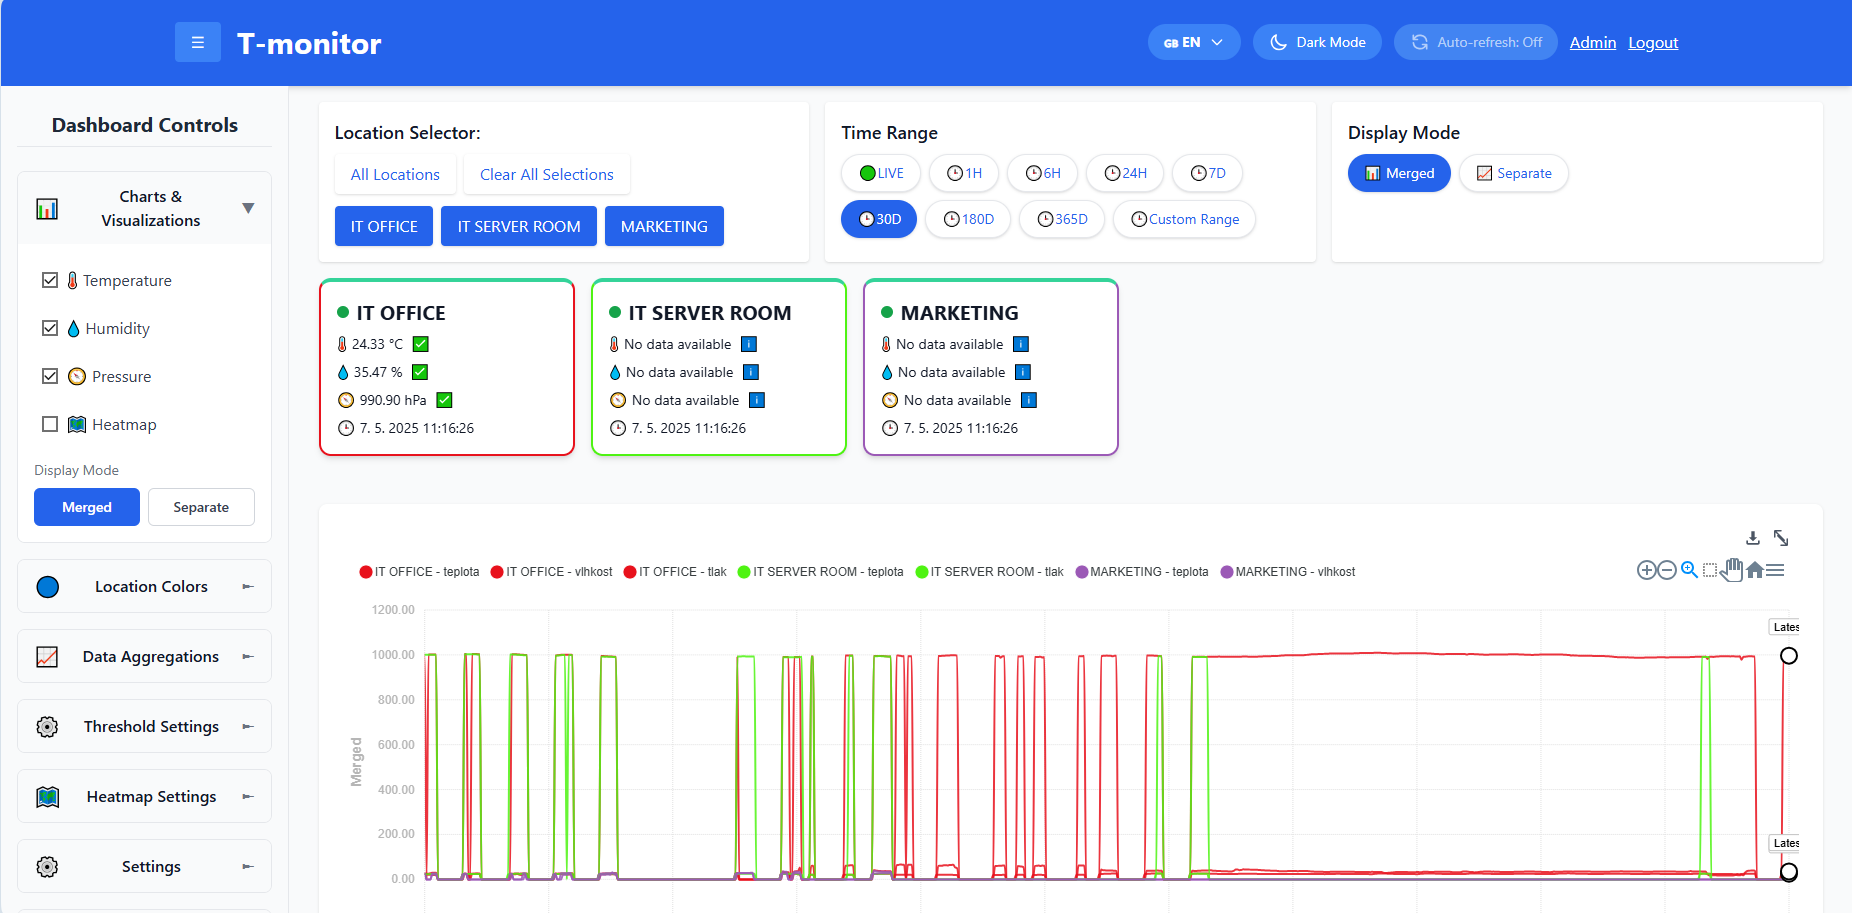 ☰ T-monitor
GB EN Dark Mode Auto-refresh: Off Admin Logout
Dashboard Controls
Charts &
Visualizations
Temperature
Humidity
Pressure
Heatmap
Display Mode
Merged Separate
Location Colors
Data Aggregations
Threshold Settings
Heatmap Settings
Settings
Location Selector:
All Locations Clear All Selections
IT OFFICE IT SERVER ROOM MARKETING
Time Range
LIVE 1H 6H 24H 7D
30D 180D 365D Custom Range
Display Mode
Merged Separate
IT OFFICE
24.33 °C
35.47 %
990.90 hPa
7. 5. 2025 11:16:26
IT SERVER ROOM
No data available i
No data available i
No data available i
7. 5. 2025 11:16:26
MARKETING
No data available i
No data available i
No data available i
7. 5. 2025 11:16:26
IT OFFICE - teplota IT OFFICE - vlhkost IT OFFICE - tlak IT SERVER ROOM - teplota IT SERVER ROOM - tlak MARKETING - teplota MARKETING - vlhkost
1200.00
1000.00
800.00
600.00
400.00
200.00
0.00
Merged
Lates
Lates